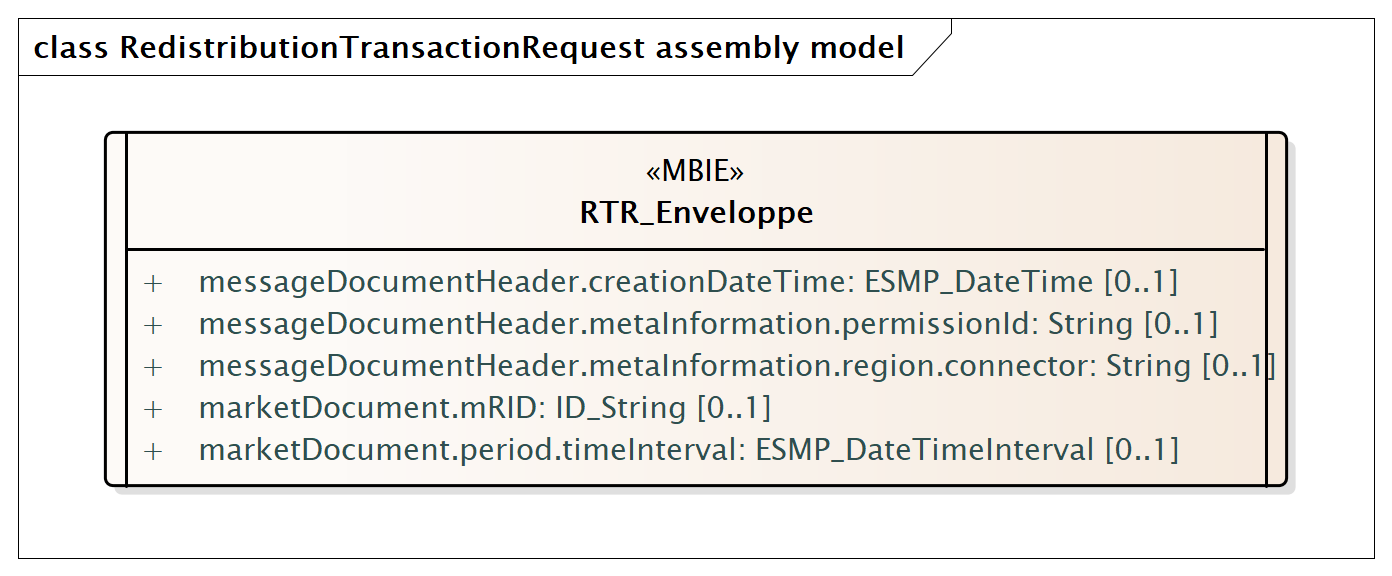 class RedistributionTransactionRequest assembly model
«MBIE»
RTR_Enveloppe
+ messageDocumentHeader.creationDateTime: ESMP_DateTime [0..1]
+ messageDocumentHeader.metaInformation.permissionId: String [0..1]
+ messageDocumentHeader.metaInformation.region.connector: String [0..1]
+ marketDocument.mRID: ID_String [0..1]
+ marketDocument.period.timeInterval: ESMP_DateTimeInterval [0..1]